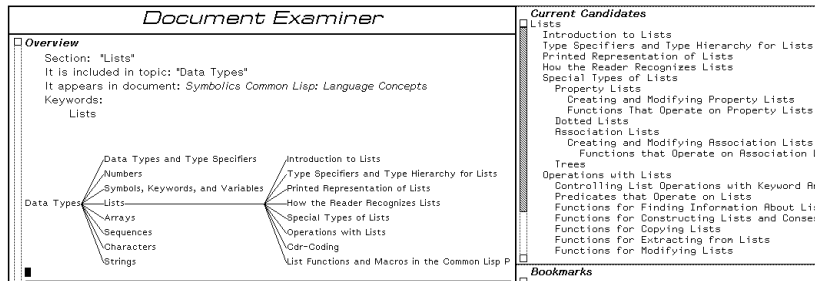 Document Examiner
Overview
Section: "Lists"
It is included in topic: "Data Types"
It appears in document: Symbolics Common Lisp: Language Concepts
Keywords:
Lists
Data Types
Data Types and Type Specifiers
Numbers
Symbols, Keywords, and Variables
Lists
Arrays
Sequences
Characters
Strings
Introduction to Lists
Type Specifiers and Type Hierarchy for Lists
Printed Representation of Lists
How the Reader Recognizes Lists
Special Types of Lists
Operations with Lists
Cdr-Coding
List Functions and Macros in the Common Lisp P
Current Candidates
Lists
Introduction to Lists
Type Specifiers and Type Hierarchy for Lists
Printed Representation of Lists
How the Reader Recognizes Lists
Special Types of Lists
Property Lists
Creating and Modifying Property Lists
Functions That Operate on Property Lists
Dotted Lists
Association Lists
Creating and Modifying Association Lists
Functions that Operate on Association
Trees
Operations with Lists
Controlling List Operations with Keyword
Predicates that Operate on Lists
Functions for Finding Information About
Functions for Constructing Lists and
Functions for Copying Lists
Functions for Extracting from Lists
Functions for Modifying Lists
Bookmarks